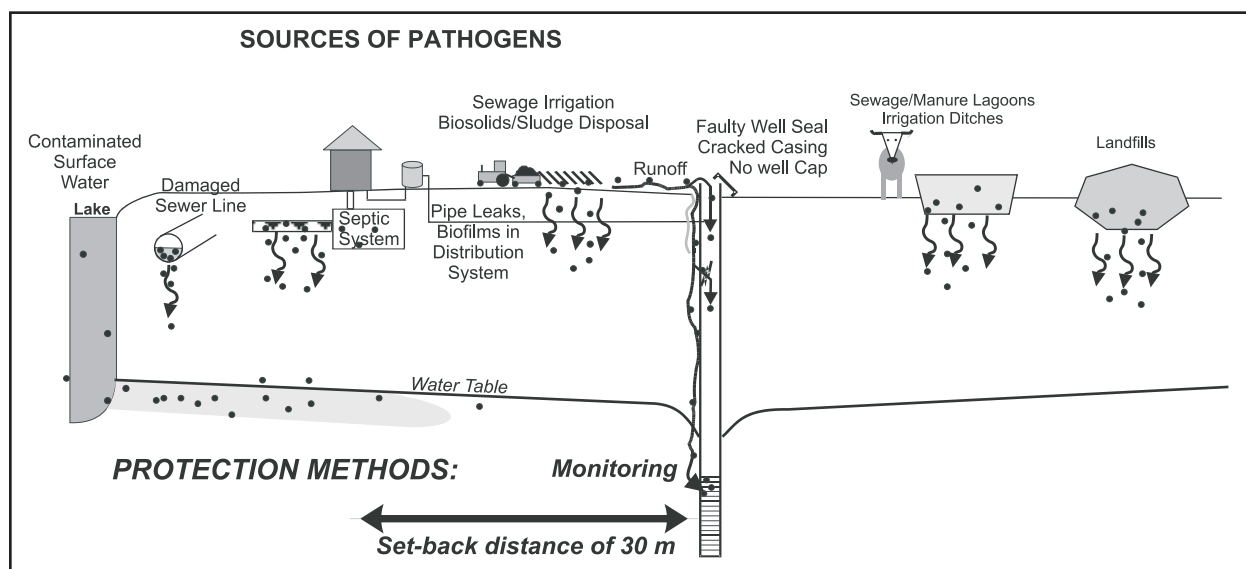 SOURCES OF PATHOGENS
Contaminated
Surface
Water
Lake
Damaged
Sewer Line
Septic
System
Pipe Leaks,
Biofilms in
Distribution
System
Sewage Irrigation
Biosolids/Sludge Disposal
Runoff
Faulty Well Seal
Cracked Casing
No well Cap
Sewage/Manure Lagoons
Irrigation Ditches
Landfills
Water Table
PROTECTION METHODS:
Monitoring
Set-back distance of 30 m